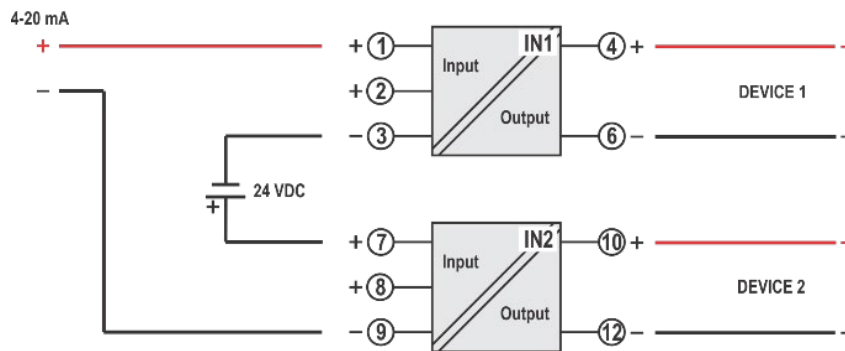 4-20 mA
+
+ 1
IN1
4 +
Input
−
+ 2
DEVICE 1
Output
− 3
6 −
24 VDC
+
+ 7
IN2
10 +
Input
+ 8
DEVICE 2
Output
− 9
12 −